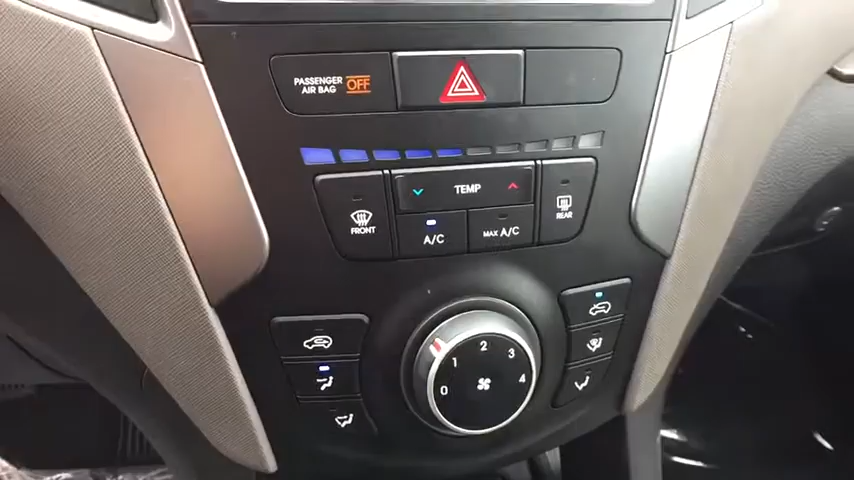 PASSENGER
AIR BAG OFF
TEMP
FRONT
A/C
MAX A/C
REAR
0 1 2 3 4